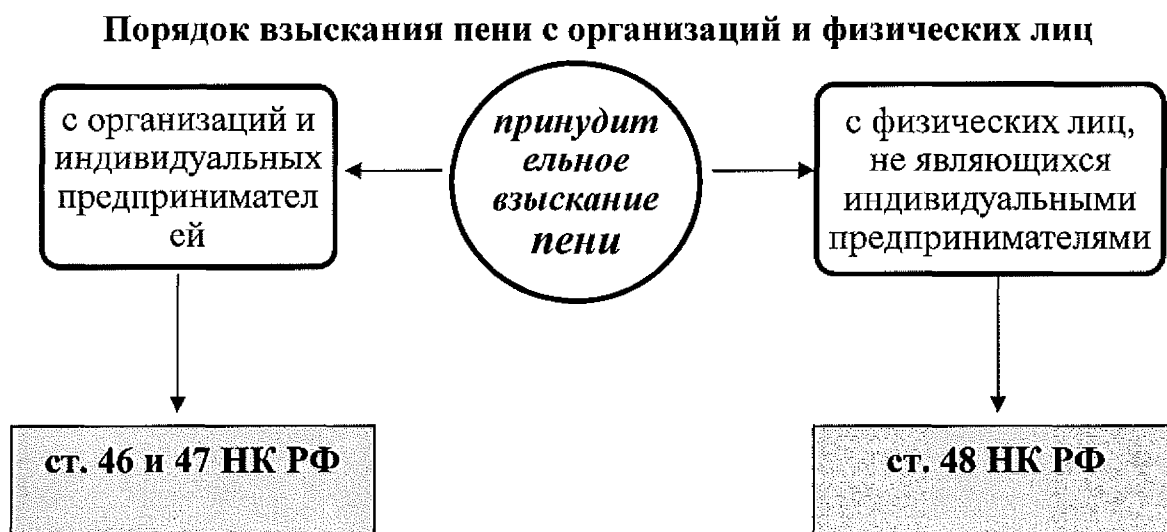 Порядок взыскания пени с организаций и физических лиц
с организаций и
индивидуальных
предпринимател
ей
принудит
ельное
взыскание
пени
с физических лиц,
не являющихся
индивидуальными
предпринимателями
ст. 46 и 47 НК РФ
ст. 48 НК РФ